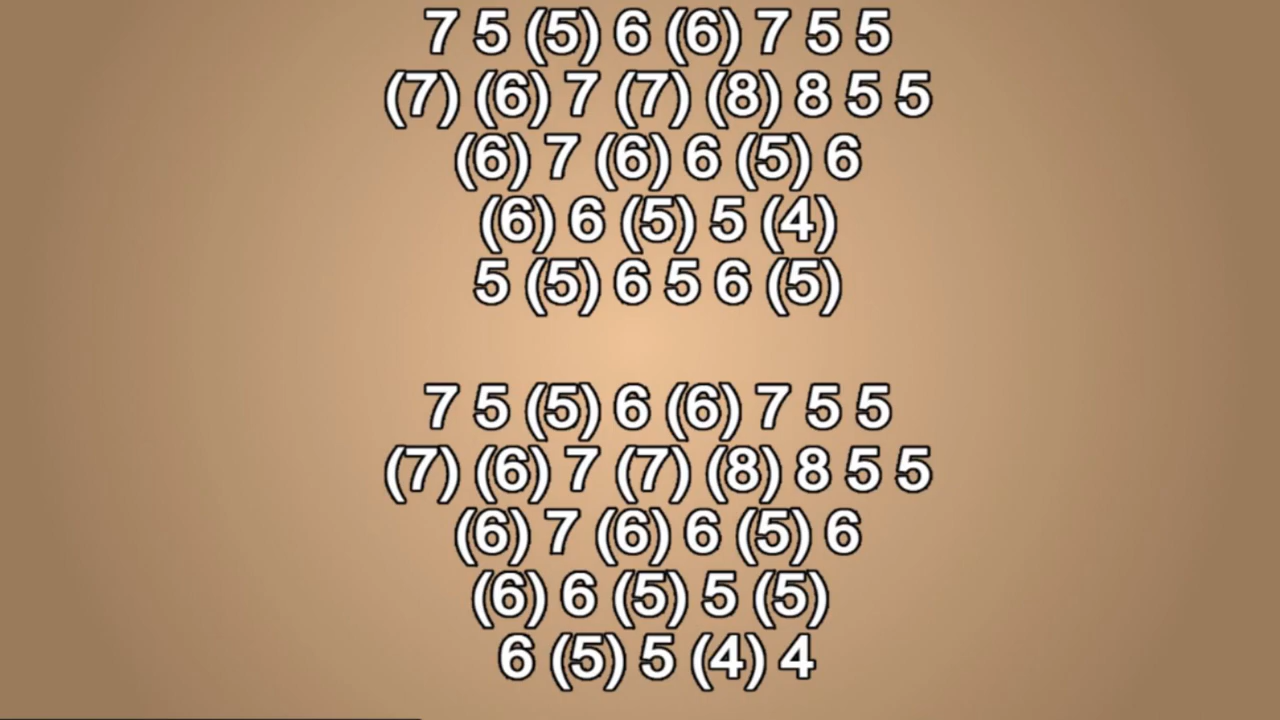 7 5 (5) 6 (6) 7 5 5
(7) (6) 7 (7) (8) 8 5 5
(6) 7 (6) 6 (5) 6
(6) 6 (5) 5 (4)
5 (5) 6 5 6 (5)
7 5 (5) 6 (6) 7 5 5
(7) (6) 7 (7) (8) 8 5 5
(6) 7 (6) 6 (5) 6
(6) 6 (5) 5 (5)
6 (5) 5 (4) 4